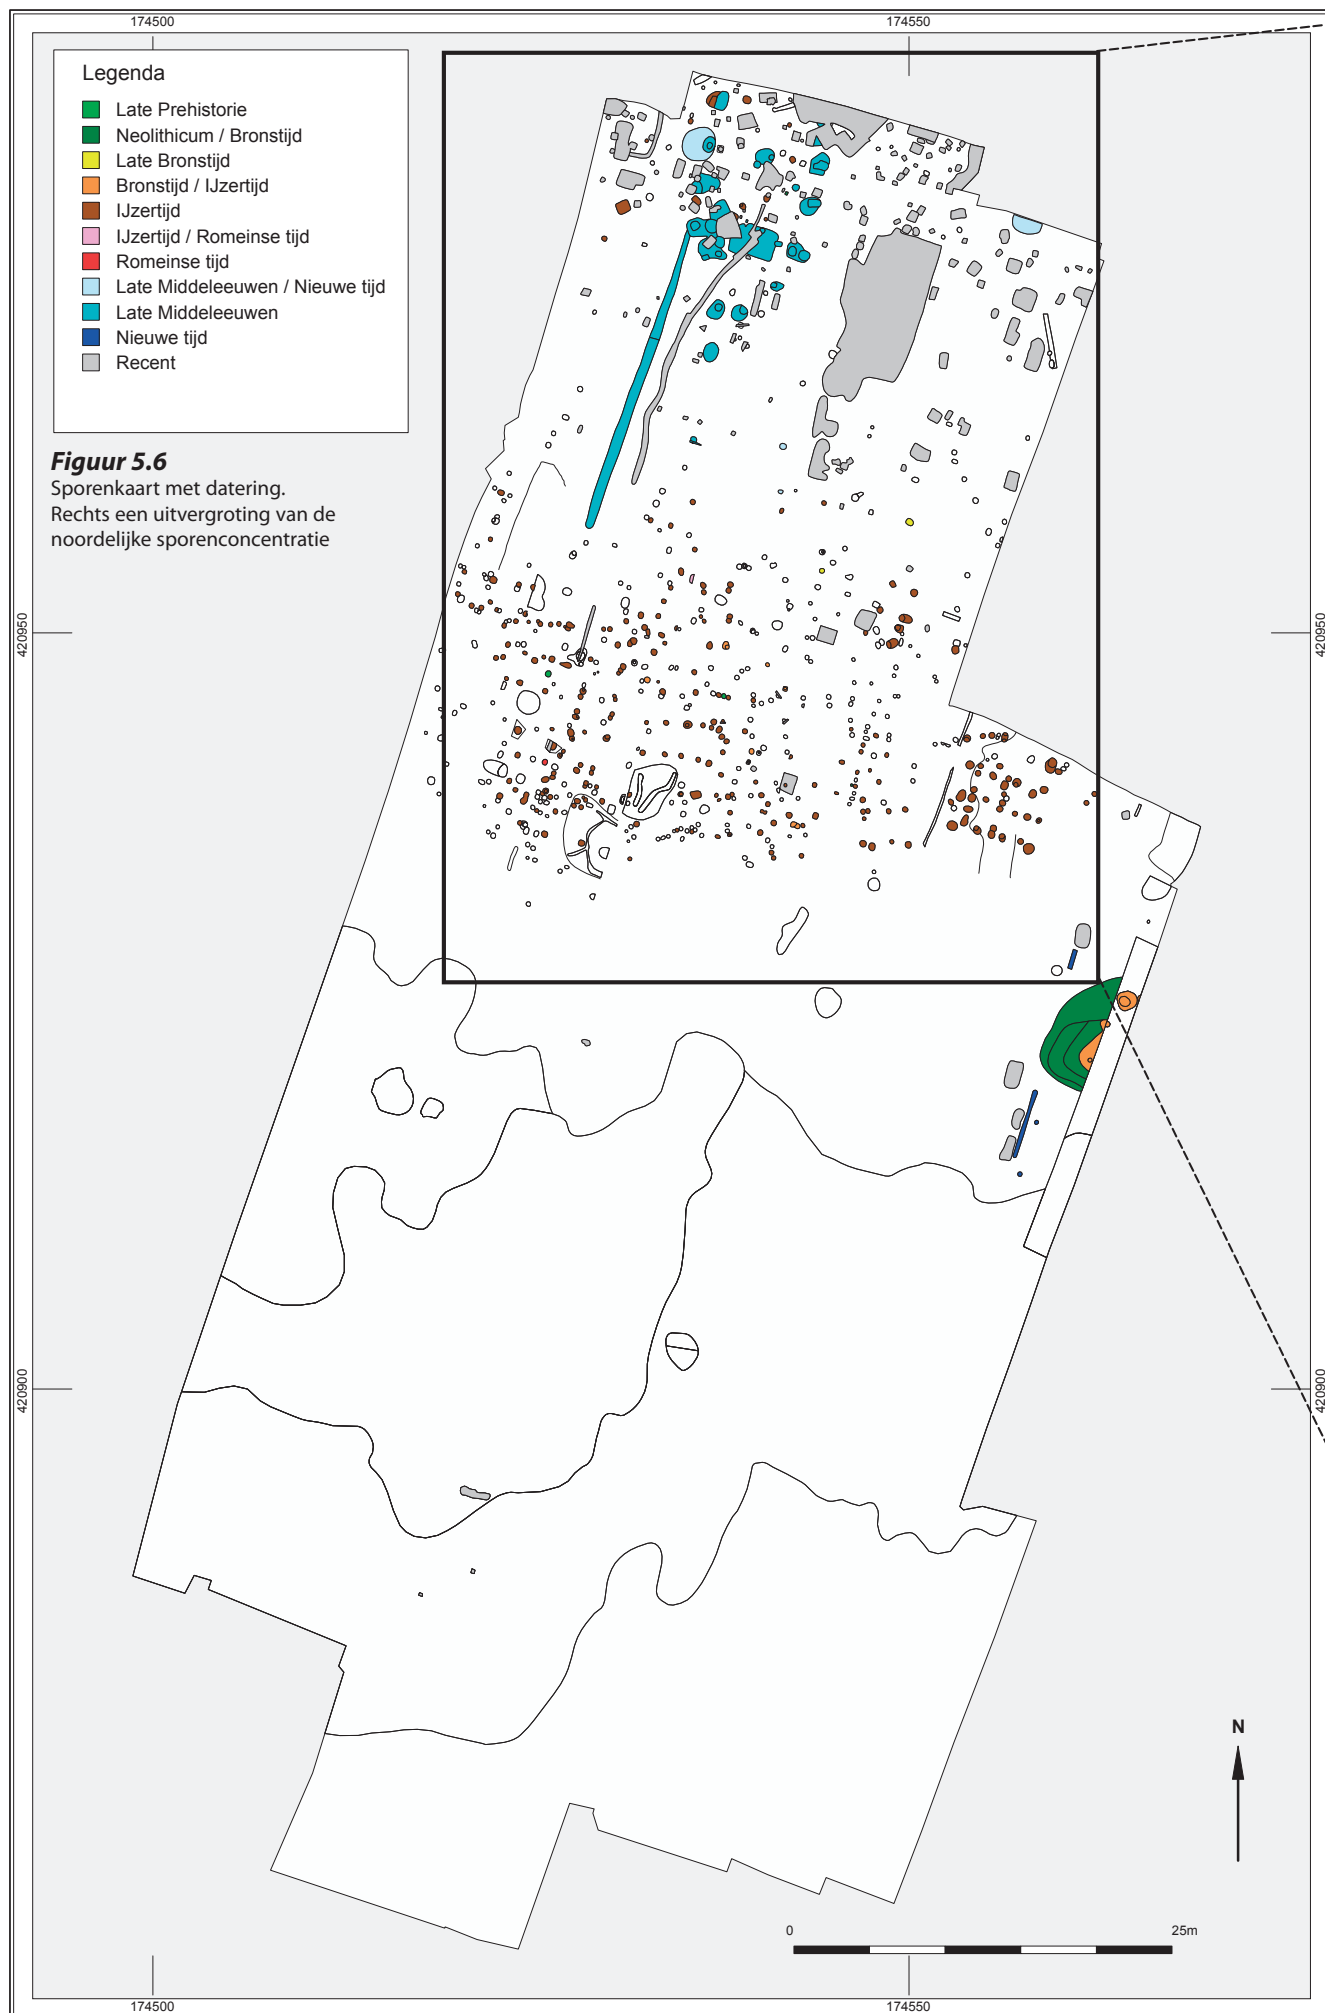 174500
174550
Legenda
Late Prehistorie
Neolithicum / Bronstijd
Late Bronstijd
Bronstijd / IJzertijd
IJzertijd
IJzertijd / Romeinse tijd
Romeinse tijd
Late Middeleeuwen / Nieuwe tijd
Late Middeleeuwen
Nieuwe tijd
Recent
Figuur 5.6
Sporenkaart met datering.
Rechts een uitvergroting van de
noordelijke sporenconcentratie
420950
420950
420900
420900
N
0
25m
174500
174550